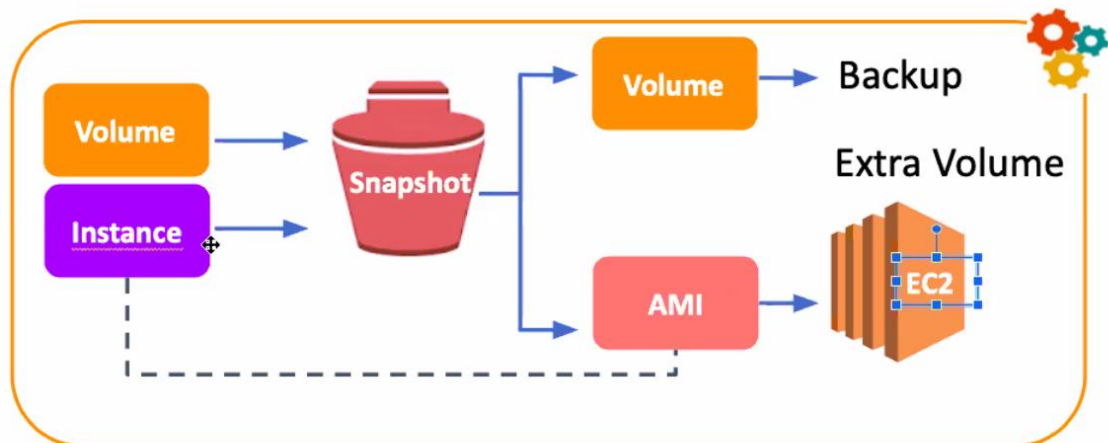 Volume
Instance
Snapshot
Volume
Backup
Extra Volume
AMI
EC2